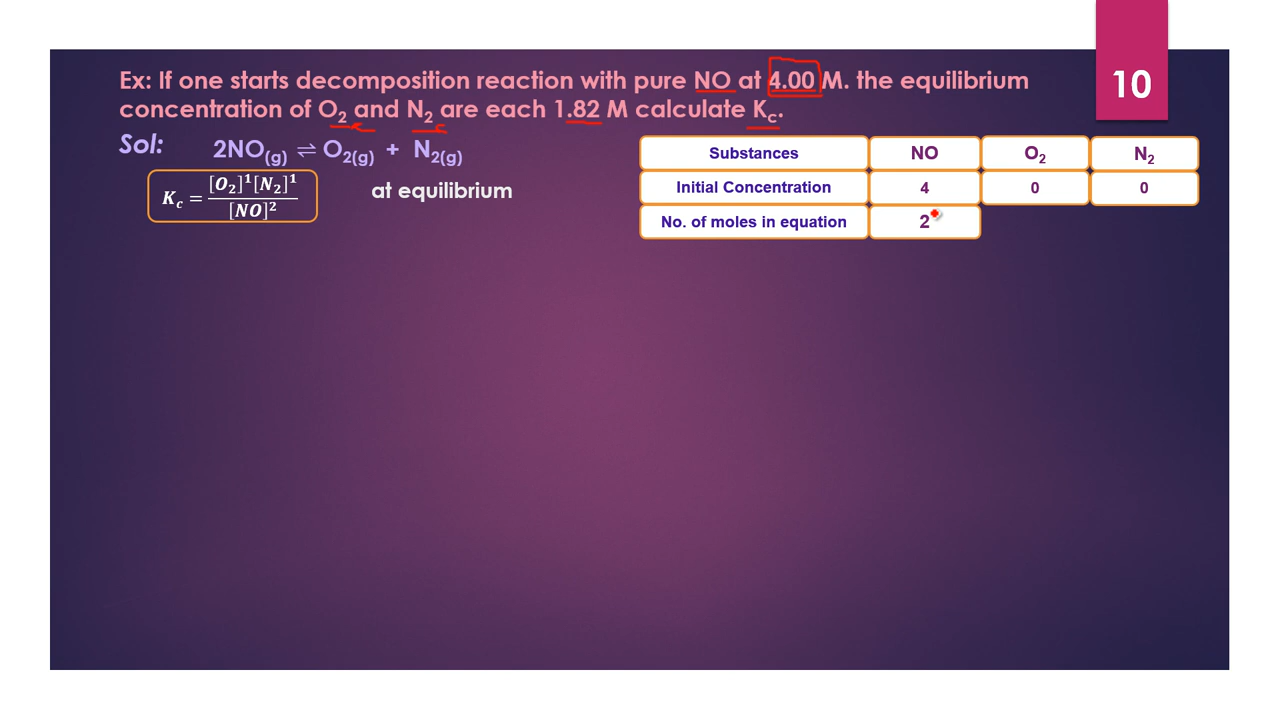 10
Ex: If one starts decomposition reaction with pure NO at 4.00 M. the equilibrium
concentration of O₂ and N₂ are each 1.82 M calculate K꜀.
Sol: 2NO(g) ⇌ O₂(g) + N₂(g)
K꜀ = [O₂]¹[N₂]¹ / [NO]²
at equilibrium
Substances NO O₂ N₂
Initial Concentration 4 0 0
No. of moles in equation 2